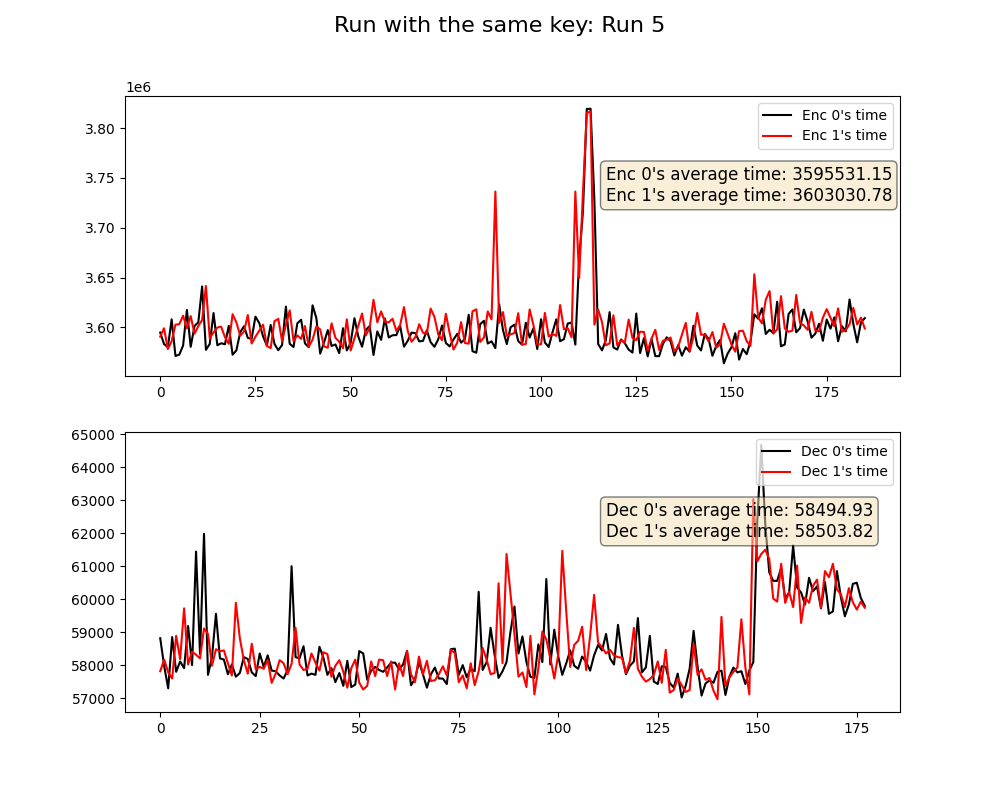 Run with the same key: Run 5
1e6
3.80
3.75
3.70
3.65
3.60
0 25 50 75 100 125 150 175
Enc 0's time
Enc 1's time
Enc 0's average time: 3595531.15
Enc 1's average time: 3603030.78
65000
64000
63000
62000
61000
60000
59000
58000
57000
0 25 50 75 100 125 150 175
Dec 0's time
Dec 1's time
Dec 0's average time: 58494.93
Dec 1's average time: 58503.82